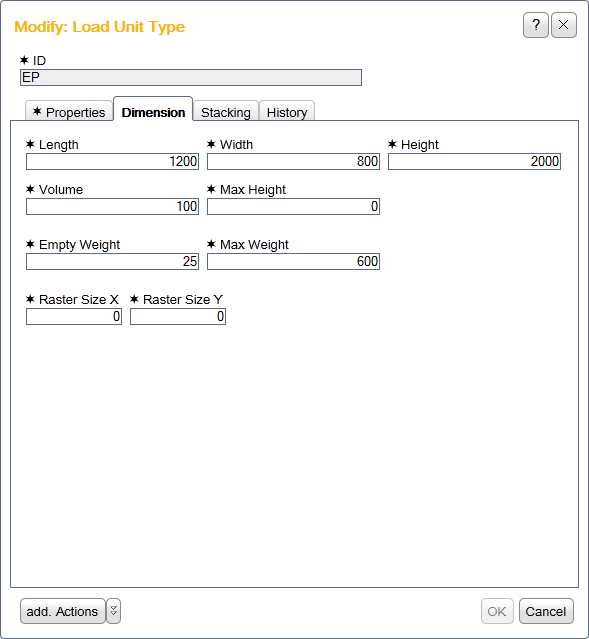 Modify: Load Unit Type
?
✶ ID
EP
✶ Properties Dimension Stacking History
✶ Length ✶ Width ✶ Height
1200 800 2000
✶ Volume ✶ Max Height
100 0
✶ Empty Weight ✶ Max Weight
25 600
✶ Raster Size X ✶ Raster Size Y
0 0
add. Actions OK Cancel